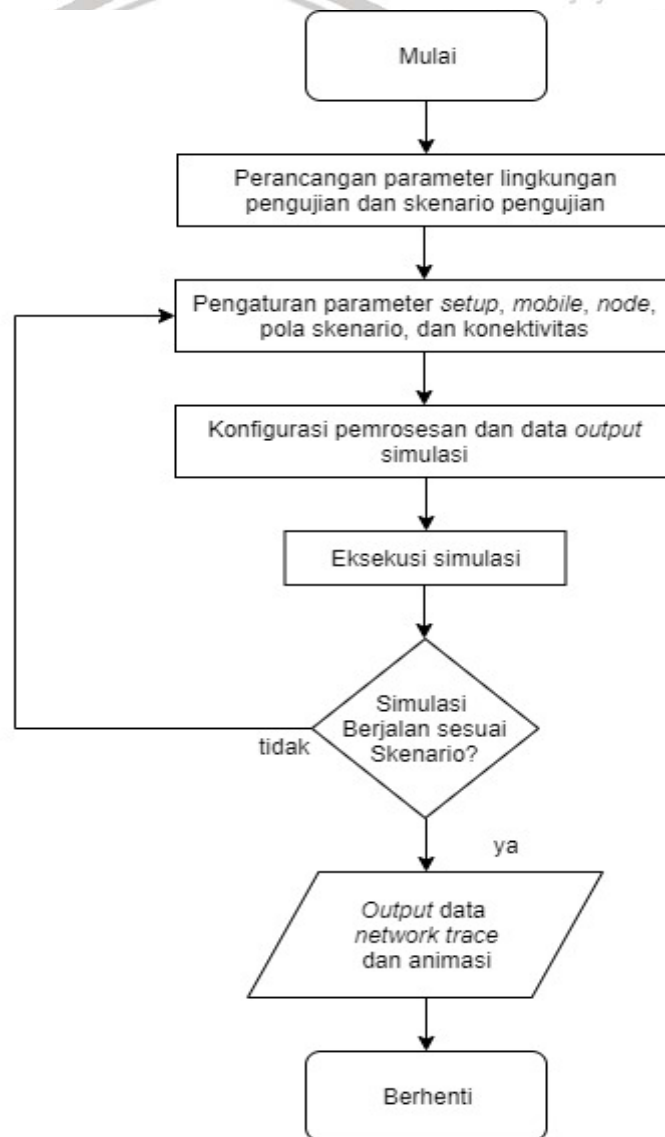 Mulai
Perancangan parameter lingkungan
pengujian dan skenario pengujian
Pengaturan parameter setup, mobile, node,
pola skenario, dan konektivitas
Konfigurasi pemrosesan dan data output
simulasi
Eksekusi simulasi
Simulasi
Berjalan sesuai
Skenario?
tidak
ya
Output data
network trace
dan animasi
Berhenti